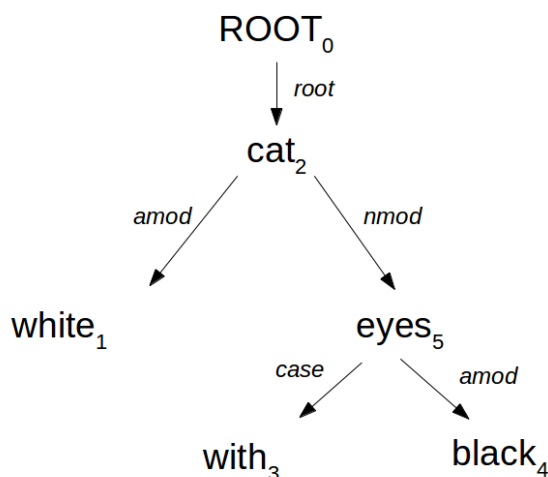 ROOT₀
root
cat₂
amod nmod
white₁ eyes₅
case amod
with₃ black₄